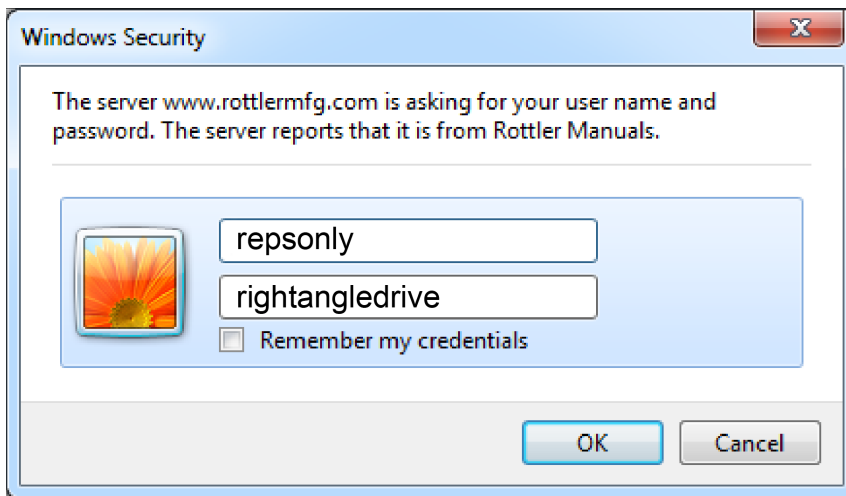 Windows Security
The server www.rottlermfg.com is asking for your user name and
password. The server reports that it is from Rottler Manuals.
repsonly
rightangledrive
Remember my credentials
OK Cancel